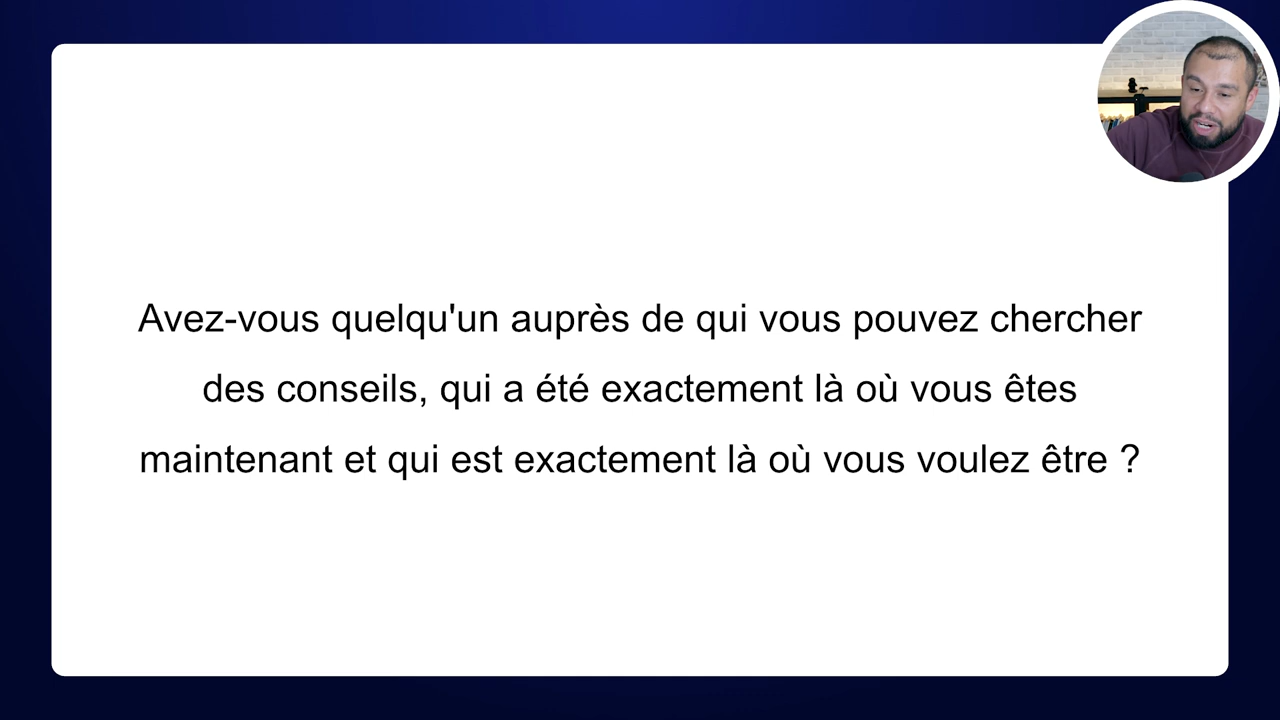 Avez-vous quelqu'un auprès de qui vous pouvez chercher
des conseils, qui a été exactement là où vous êtes
maintenant et qui est exactement là où vous voulez être ?